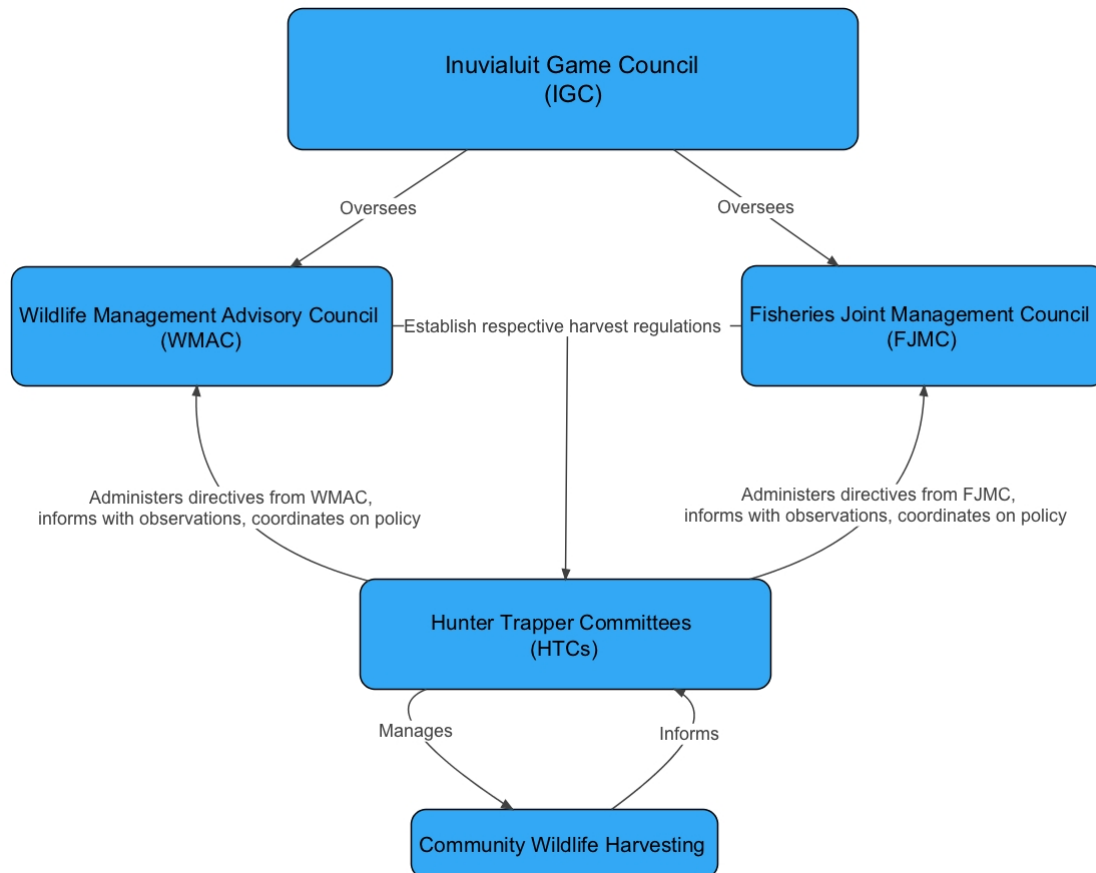 Inuvialuit Game Council
(IGC)
Oversees
Oversees
Wildlife Management Advisory Council
(WMAC)
Establish respective harvest regulations
Fisheries Joint Management Council
(FJMC)
Administers directives from WMAC,
informs with observations, coordinates on policy
Administers directives from FJMC,
informs with observations, coordinates on policy
Hunter Trapper Committees
(HTCs)
Manages
Informs
Community Wildlife Harvesting